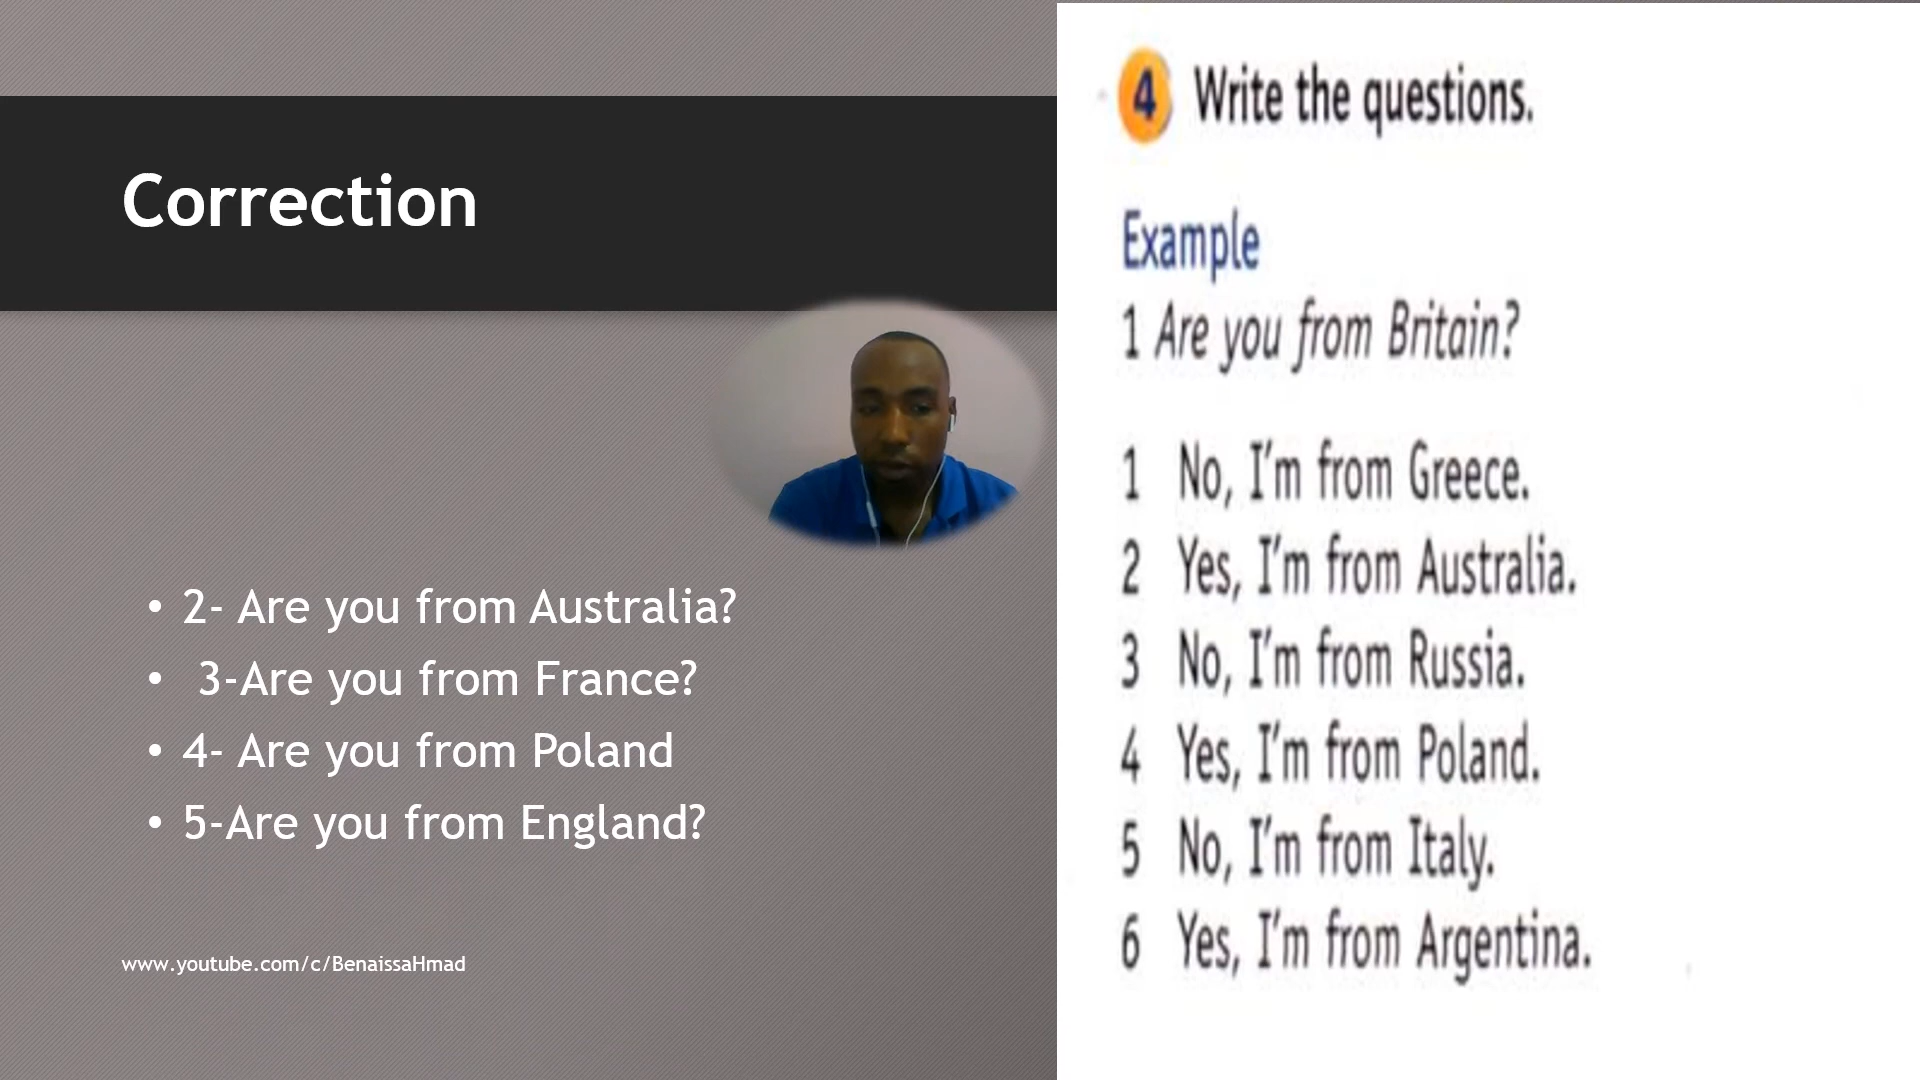 Correction
• 2- Are you from Australia?
• 3-Are you from France?
• 4- Are you from Poland
• 5-Are you from England?
www.youtube.com/c/BenaissaHmad
4 Write the questions.
Example
1 Are you from Britain?
1 No, I'm from Greece.
2 Yes, I'm from Australia.
3 No, I'm from Russia.
4 Yes, I'm from Poland.
5 No, I'm from Italy.
6 Yes, I'm from Argentina.